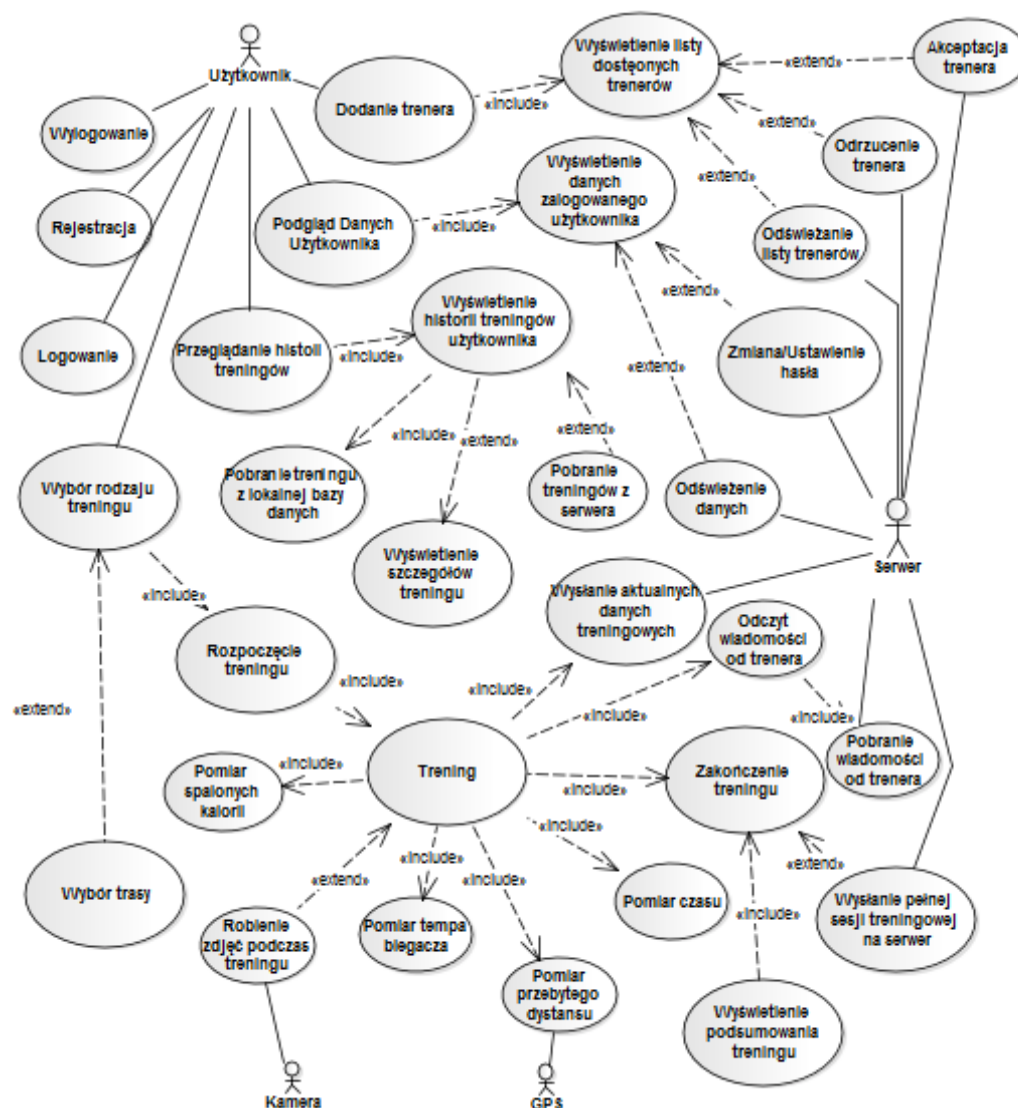 Użytkownik
Wyświetlenie listy
dostęonych
trenerów
«extend»
Akceptacja
trenera
Dodanie trenera
«include»
Wylogowanie
«extend»
Odrzucenie
trenera
Wyświetlenie
danych
zalogowanego
użytkownika
«extend»
Rejestracja
Podgląd Danych
Użytkownika
«include»
Odświeżanie
listy trenerów
«extend»
Wyświetlenie
historii treningów
użytkownika
Logowanie
Przeglądanie histoii
treningów
«include»
Zmiana/Ustawienie
hasła
«extend»
«include»
«extend»
«extend»
Wybór rodzaju
treningu
Pobranie treningu
z lokalnej bazy
danych
Pobranie
treningów z
serwera
Odświeżenie
danych
Wyświetlenie
szczegółów
treningu
Serwer
«include»
Wysłanie aktualnych
danych
treningowych
Odczyt
wiadomości
od trenera
Rozpoczęcie
treningu
«include»
«include»
«include»
«include»
«extend»
Pobranie
wiadomości
od trenera
Pomiar
spalonych
kalorii
«include»
Trening
«include»
Zakończenie
treningu
«include»
«extend»
«include»
«include»
«extend»
Wybór trasy
Robienie
zdjęć podczas
treningu
Pomiar tempa
biegacza
Pomiar czasu
«include»
Wysłanie pełnej
sesji treningowej
na serwer
Pomiar
przebytego
dystansu
Wyświetlenie
podsumowania
treningu
Kamera
GPS